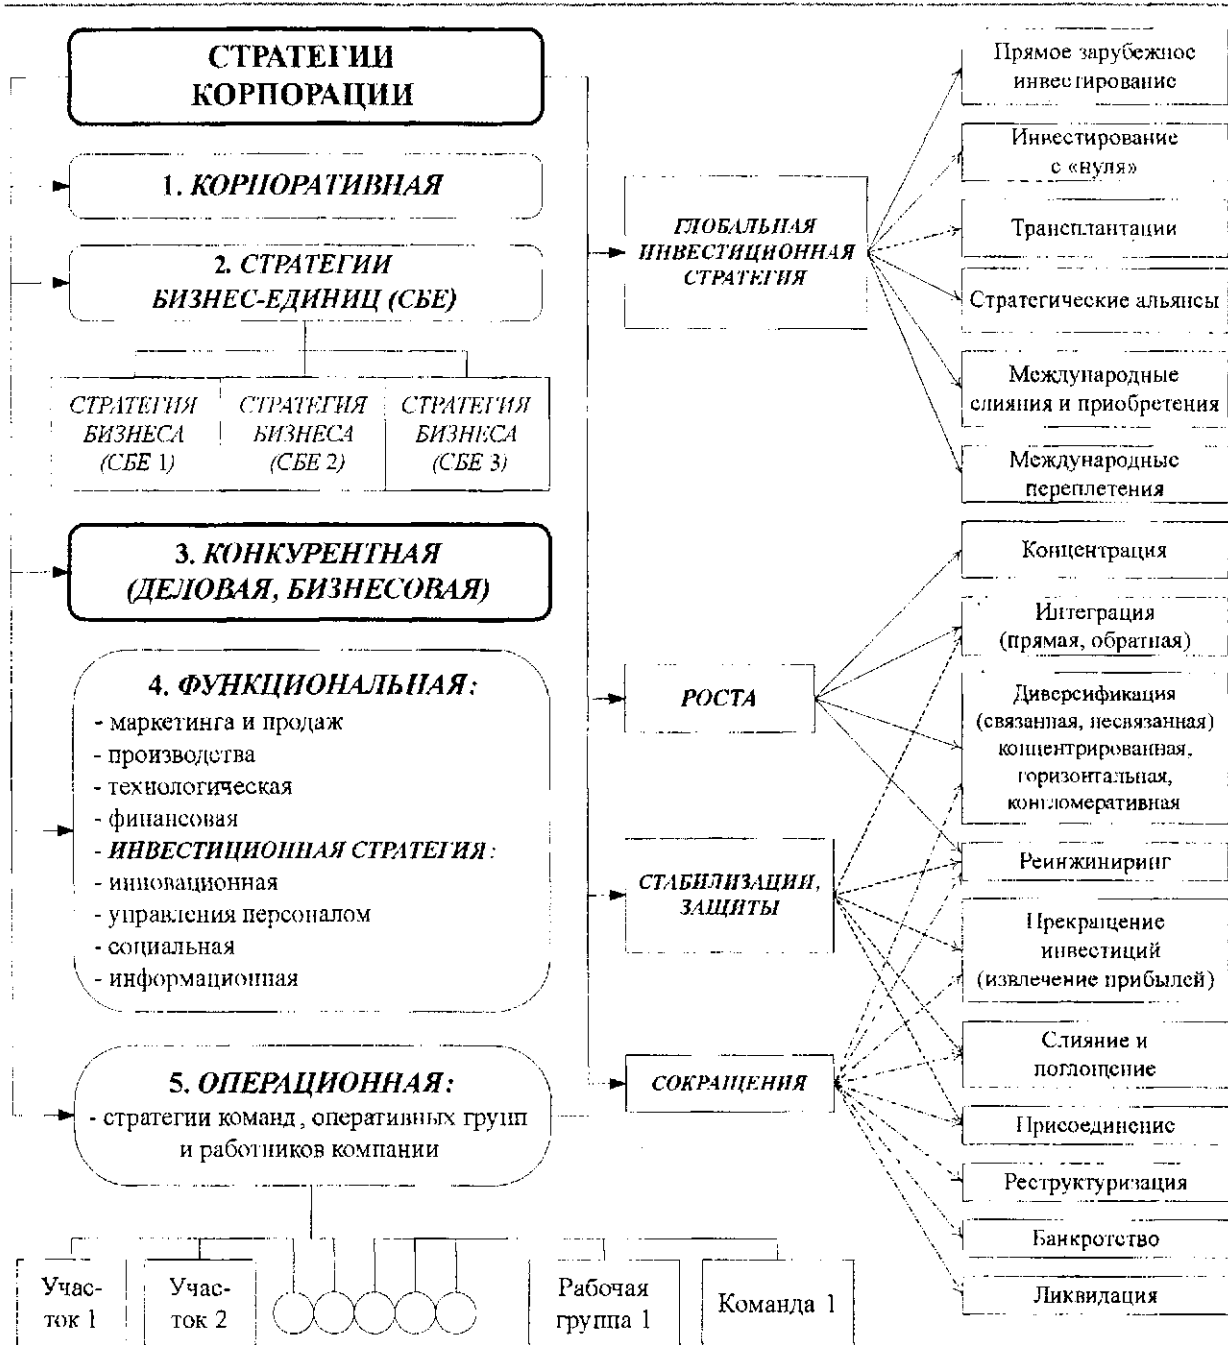 СТРАТЕГИИ
КОРПОРАЦИИ
1. КОРПОРАТИВНАЯ
2. СТРАТЕГИИ
БИЗНЕС-ЕДИНИЦ (СБЕ)
СТРАТЕГИЯ
БИЗНЕСА
(СБЕ 1)
СТРАТЕГИЯ
БИЗНЕСА
(СБЕ 2)
СТРАТЕГИЯ
БИЗНЕСА
(СБЕ 3)
3. КОНКУРЕНТНАЯ
(ДЕЛОВАЯ, БИЗНЕСОВАЯ)
4. ФУНКЦИОНАЛЬНАЯ:
- маркетинга и продаж
- производства
- технологическая
- финансовая
- ИНВЕСТИЦИОННАЯ СТРАТЕГИЯ:
- инновационная
- управления персоналом
- социальная
- информационная
5. ОПЕРАЦИОННАЯ:
- стратегии команд, оперативных групп
и работников компании
Учас-
ток 1
Учас-
ток 2
Рабочая
группа 1
Команда 1
ГЛОБАЛЬНАЯ
ИНВЕСТИЦИОННАЯ
СТРАТЕГИЯ
РОСТА
СТАБИЛИЗАЦИИ,
ЗАЩИТЫ
СОКРАЩЕНИЯ
Прямое зарубежное
инвестирование
Инвестирование
с «нуля»
Трансплантации
Стратегические альянсы
Международные
слияния и приобретения
Международные
переплетения
Концентрация
Интеграция
(прямая, обратная)
Диверсификация
(связанная, несвязанная)
концентрированная,
горизонтальная,
конгломеративная
Реинжиниринг
Прекращение
инвестиций
(извлечение прибылей)
Слияние и
поглощение
Присоединение
Реструктуризация
Банкротство
Ликвидация